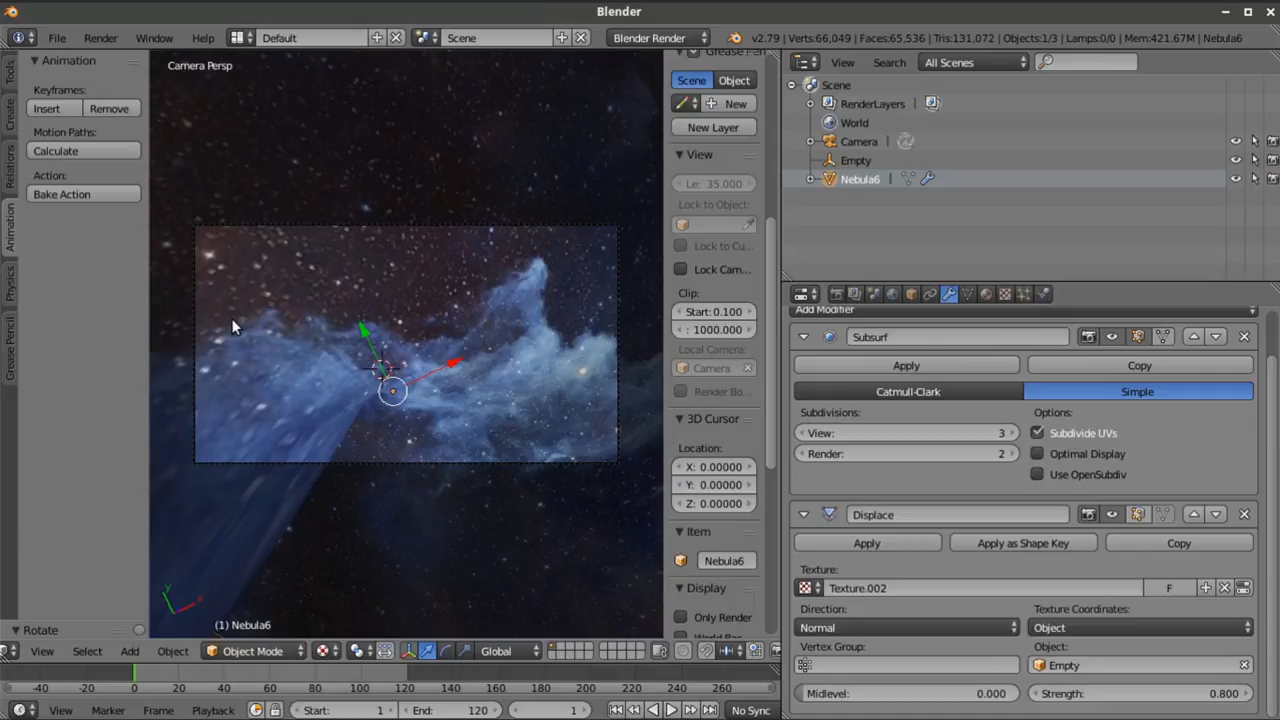 Blender
File Render Window Help Default Scene Blender Render v2.79 | Verts:66,049 | Faces:65,536 | Tris:131,072 | Objects:1/3 | Lamps:0/0 | Mem:421.67M | Nebula6
Tools
Create
Relations
Animation
Physics
Grease Pencil
Animation
Keyframes:
Insert Remove
Motion Paths:
Calculate
Action:
Bake Action
Rotate
Camera Persp
(1) Nebula6
Scene Object
New
New Layer
View
Le: 35.000
Lock to Object:
Lock to Cu...
Lock Cam...
Clip:
Start: 0.100
: 1000.000
Local Camera:
Camera
Render Bo...
3D Cursor
Location:
X: 0.00000
Y: 0.00000
Z: 0.00000
Item
Nebula6
Display
Only Render
View Search All Scenes
Scene
RenderLayers |
World
Camera |
Empty
Nebula6 |
Add Modifier
Subsurf
Apply Copy
Catmull-Clark Simple
Subdivisions: Options:
View: 3 Subdivide UVs
Render: 2 Optimal Display
Use OpenSubdiv
Displace
Apply Apply as Shape Key Copy
Texture:
Texture.002 F
Direction: Texture Coordinates:
Normal Object
Vertex Group: Object:
Empty
Midlevel: 0.000 Strength: 0.800
View Select Add Object Object Mode Global
-40 -20 0 20 40 60 80 100 120 140 160 180 200 220 240 260
View Marker Frame Playback Start: 1 End: 120 1 No Sync